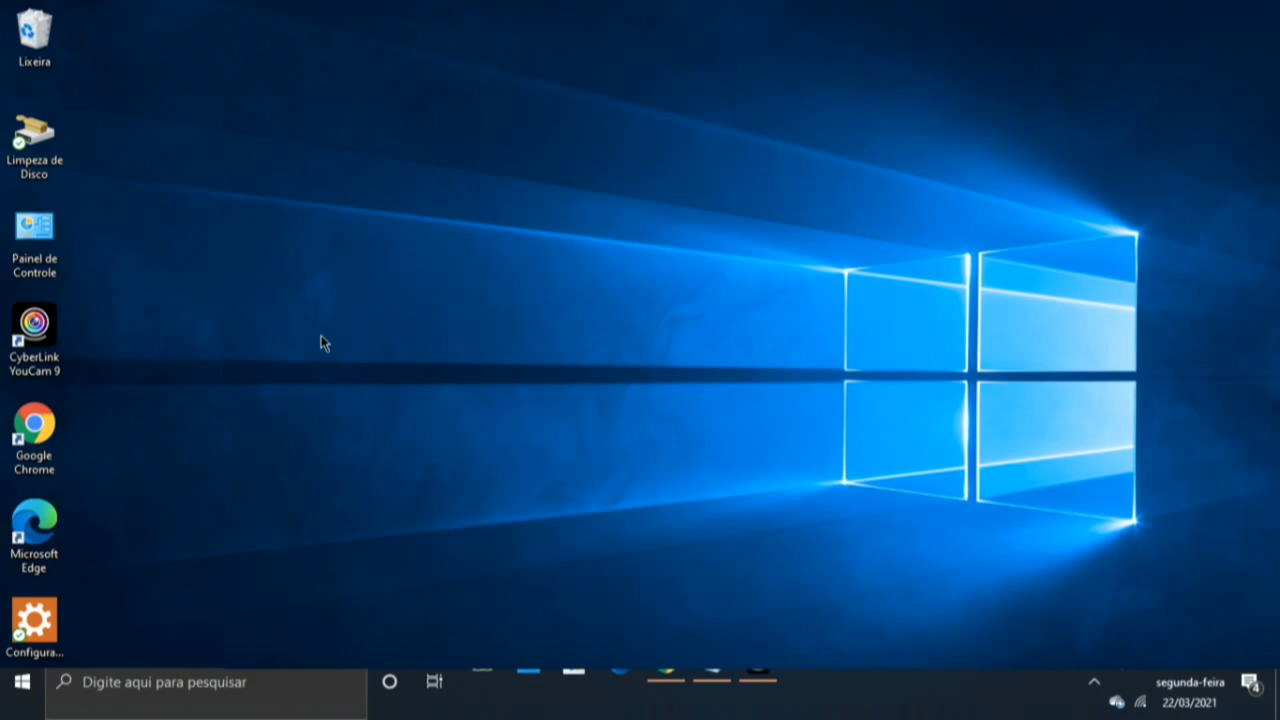 Lixeira
Limpeza de
Disco
Painel de
Controle
CyberLink
YouCam 9
Google
Chrome
Microsoft
Edge
Configura...
Digite aqui para pesquisar
segunda-feira
22/03/2021
4